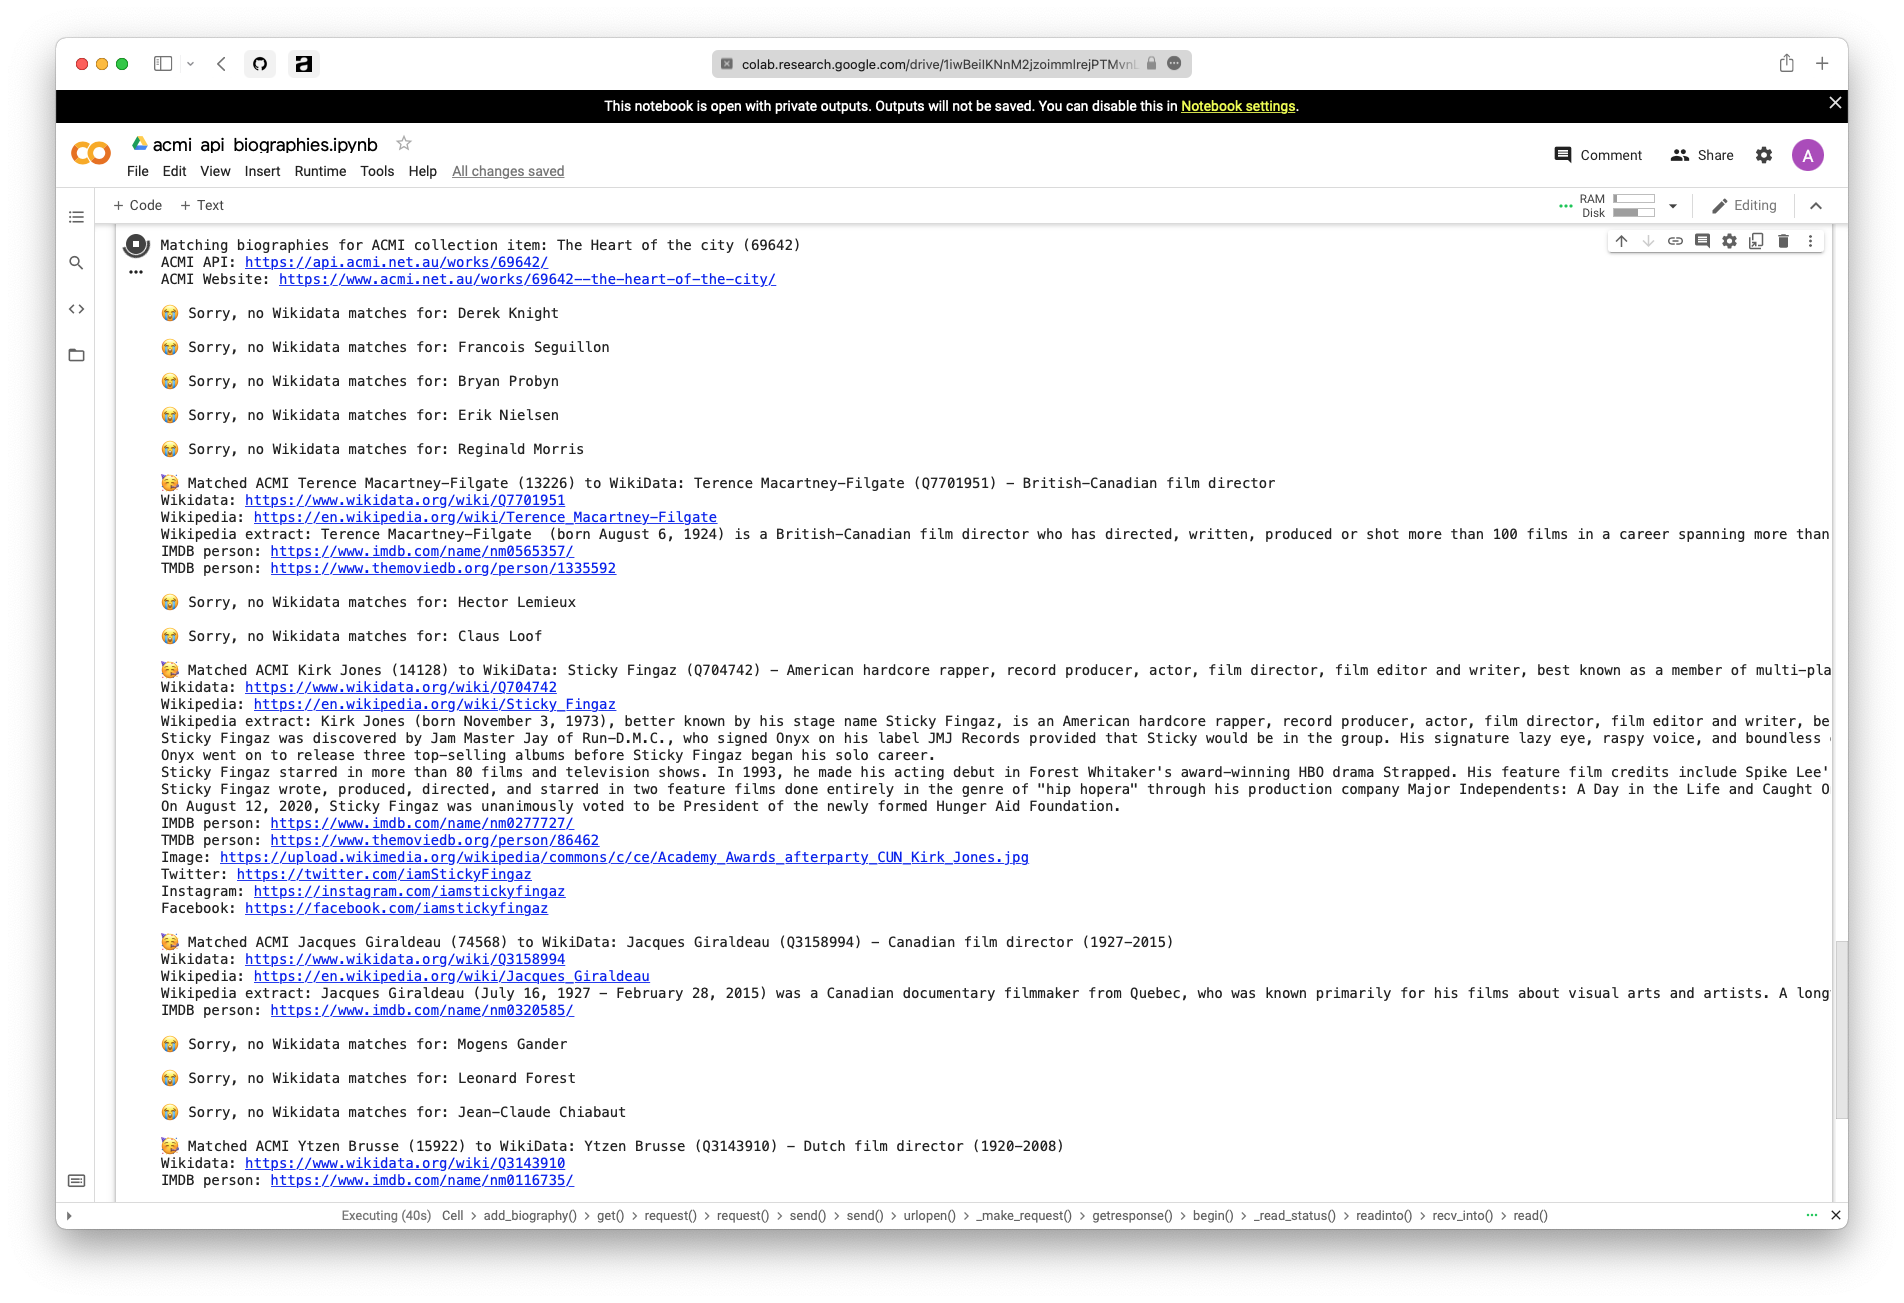 colab.research.google.com/drive/1iwBeilKNnM2jzoimmlrejPTMvn
This notebook is open with private outputs. Outputs will not be saved. You can disable this in Notebook settings.
acmi_api_biographies.ipynb
Comment
Share
A
File Edit View Insert Runtime Tools Help All changes saved
+ Code + Text
RAM
Disk
Editing
Matching biographies for ACMI collection item: The Heart of the city (69642)
ACMI API: https://api.acmi.net.au/works/69642/
ACMI Website: https://www.acmi.net.au/works/69642--the-heart-of-the-city/
😭 Sorry, no Wikidata matches for: Derek Knight
😭 Sorry, no Wikidata matches for: Francois Seguillon
😭 Sorry, no Wikidata matches for: Bryan Probyn
😭 Sorry, no Wikidata matches for: Erik Nielsen
😭 Sorry, no Wikidata matches for: Reginald Morris
🥳 Matched ACMI Terence Macartney-Filgate (13226) to WikiData: Terence Macartney-Filgate (Q7701951) - British-Canadian film director
Wikidata: https://www.wikidata.org/wiki/Q7701951
Wikipedia: https://en.wikipedia.org/wiki/Terence_Macartney-Filgate
Wikipedia extract: Terence Macartney-Filgate  (born August 6, 1924) is a British-Canadian film director who has directed, written, produced or shot more than 100 films in a career spanning more than
IMDB person: https://www.imdb.com/name/nm0565357/
TMDB person: https://www.themoviedb.org/person/1335592
😭 Sorry, no Wikidata matches for: Hector Lemieux
😭 Sorry, no Wikidata matches for: Claus Loof
🥳 Matched ACMI Kirk Jones (14128) to WikiData: Sticky Fingaz (Q704742) - American hardcore rapper, record producer, actor, film director, film editor and writer, best known as a member of multi-pla
Wikidata: https://www.wikidata.org/wiki/Q704742
Wikipedia: https://en.wikipedia.org/wiki/Sticky_Fingaz
Wikipedia extract: Kirk Jones (born November 3, 1973), better known by his stage name Sticky Fingaz, is an American hardcore rapper, record producer, actor, film director, film editor and writer, be
Sticky Fingaz was discovered by Jam Master Jay of Run-D.M.C., who signed Onyx on his label JMJ Records provided that Sticky would be in the group. His signature lazy eye, raspy voice, and boundless
Onyx went on to release three top-selling albums before Sticky Fingaz began his solo career.
Sticky Fingaz starred in more than 80 films and television shows. In 1993, he made his acting debut in Forest Whitaker's award-winning HBO drama Strapped. His feature film credits include Spike Lee'
Sticky Fingaz wrote, produced, directed, and starred in two feature films done entirely in the genre of "hip hopera" through his production company Major Independents: A Day in the Life and Caught O
On August 12, 2020, Sticky Fingaz was unanimously voted to be President of the newly formed Hunger Aid Foundation.
IMDB person: https://www.imdb.com/name/nm0277727/
TMDB person: https://www.themoviedb.org/person/86462
Image: https://upload.wikimedia.org/wikipedia/commons/c/ce/Academy_Awards_afterparty_CUN_Kirk_Jones.jpg
Twitter: https://twitter.com/iamStickyFingaz
Instagram: https://instagram.com/iamstickyfingaz
Facebook: https://facebook.com/iamstickyfingaz
🥳 Matched ACMI Jacques Giraldeau (74568) to WikiData: Jacques Giraldeau (Q3158994) - Canadian film director (1927-2015)
Wikidata: https://www.wikidata.org/wiki/Q3158994
Wikipedia: https://en.wikipedia.org/wiki/Jacques_Giraldeau
Wikipedia extract: Jacques Giraldeau (July 16, 1927 - February 28, 2015) was a Canadian documentary filmmaker from Quebec, who was known primarily for his films about visual arts and artists. A long
IMDB person: https://www.imdb.com/name/nm0320585/
😭 Sorry, no Wikidata matches for: Mogens Gander
😭 Sorry, no Wikidata matches for: Leonard Forest
😭 Sorry, no Wikidata matches for: Jean-Claude Chiabaut
🥳 Matched ACMI Ytzen Brusse (15922) to WikiData: Ytzen Brusse (Q3143910) - Dutch film director (1920-2008)
Wikidata: https://www.wikidata.org/wiki/Q3143910
IMDB person: https://www.imdb.com/name/nm0116735/
Executing (40s) Cell > add_biography() > get() > request() > request() > send() > send() > urlopen() > _make_request() > getresponse() > begin() > _read_status() > readinto() > recv_into() > read()